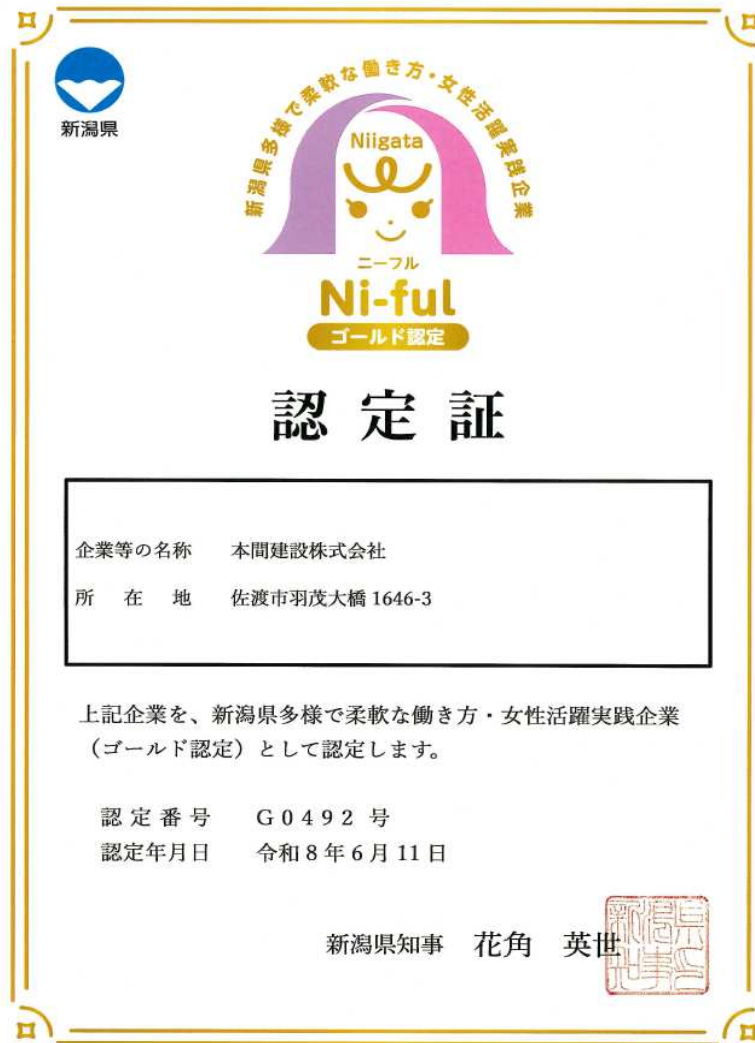 新潟県
新潟県多様で柔軟な働き方・女性活躍実践企業
Niigata
ニーフル
Ni-ful
ゴールド認定
認定証
企業等の名称 本間建設株式会社
所在地 佐渡市羽茂大橋 1646-3
上記企業を、新潟県多様で柔軟な働き方・女性活躍実践企業
（ゴールド認定）として認定します。
認定番号 G0492 号
認定年月日 令和8年6月11日
新潟県知事 花角 英世